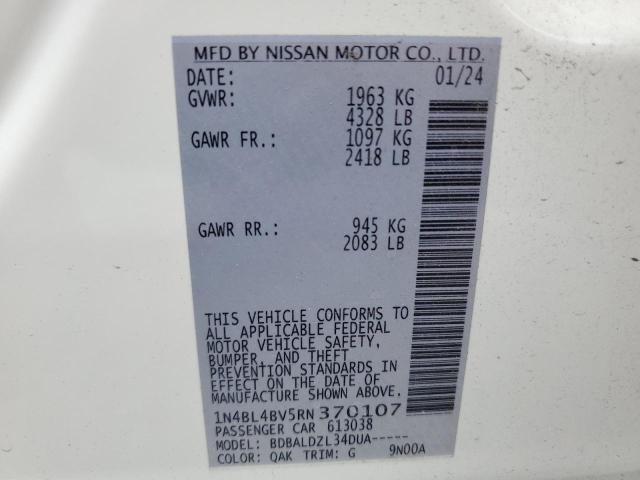 MFD BY NISSAN MOTOR CO., LTD.
DATE: 01/24
GVWR: 1963 KG
4328 LB
GAWR FR.: 1097 KG
2418 LB
GAWR RR.: 945 KG
2083 LB
THIS VEHICLE CONFORMS TO
ALL APPLICABLE FEDERAL
MOTOR VEHICLE SAFETY,
BUMPER, AND THEFT
PREVENTION STANDARDS IN
EFFECT ON THE DATE OF
MANUFACTURE SHOWN ABOVE.
1N4BL4BV5RN370107
PASSENGER CAR 613038
MODEL: BDBALDZL34DUA-----
COLOR: QAK TRIM: G 9N00A